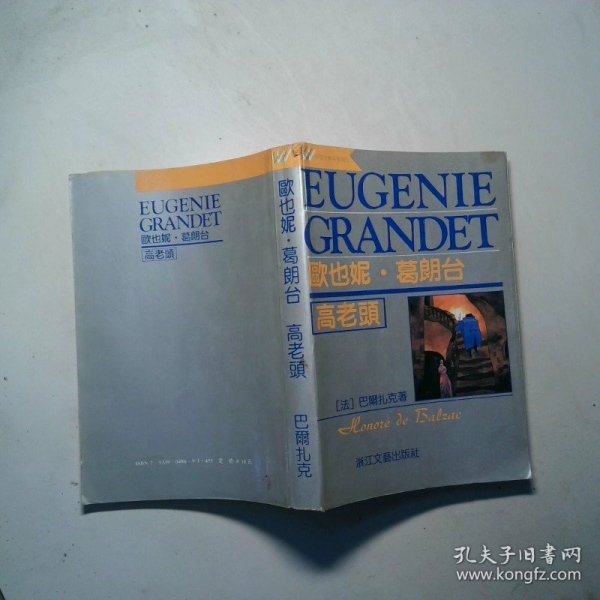 EUGENIE
GRANDET
歐也妮·葛朗台
高老頭
歐也妮·葛朗台 高老頭 巴爾扎克
EUGENIE
GRANDET
歐也妮·葛朗台
高老頭
[法]巴爾扎克著
Honore de Balzac
浙江文藝出版社
孔夫子旧书网
www.kongfz.com